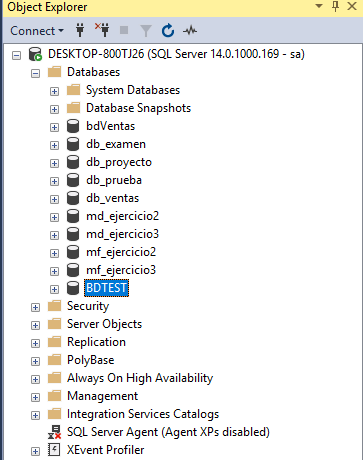 Object Explorer
Connect
DESKTOP-800TJ26 (SQL Server 14.0.1000.169 - sa)
Databases
System Databases
Database Snapshots
bdVentas
db_examen
db_proyecto
db_prueba
db_ventas
md_ejercicio2
md_ejercicio3
mf_ejercicio2
mf_ejercicio3
BDTEST
Security
Server Objects
Replication
PolyBase
Always On High Availability
Management
Integration Services Catalogs
SQL Server Agent (Agent XPs disabled)
XEvent Profiler